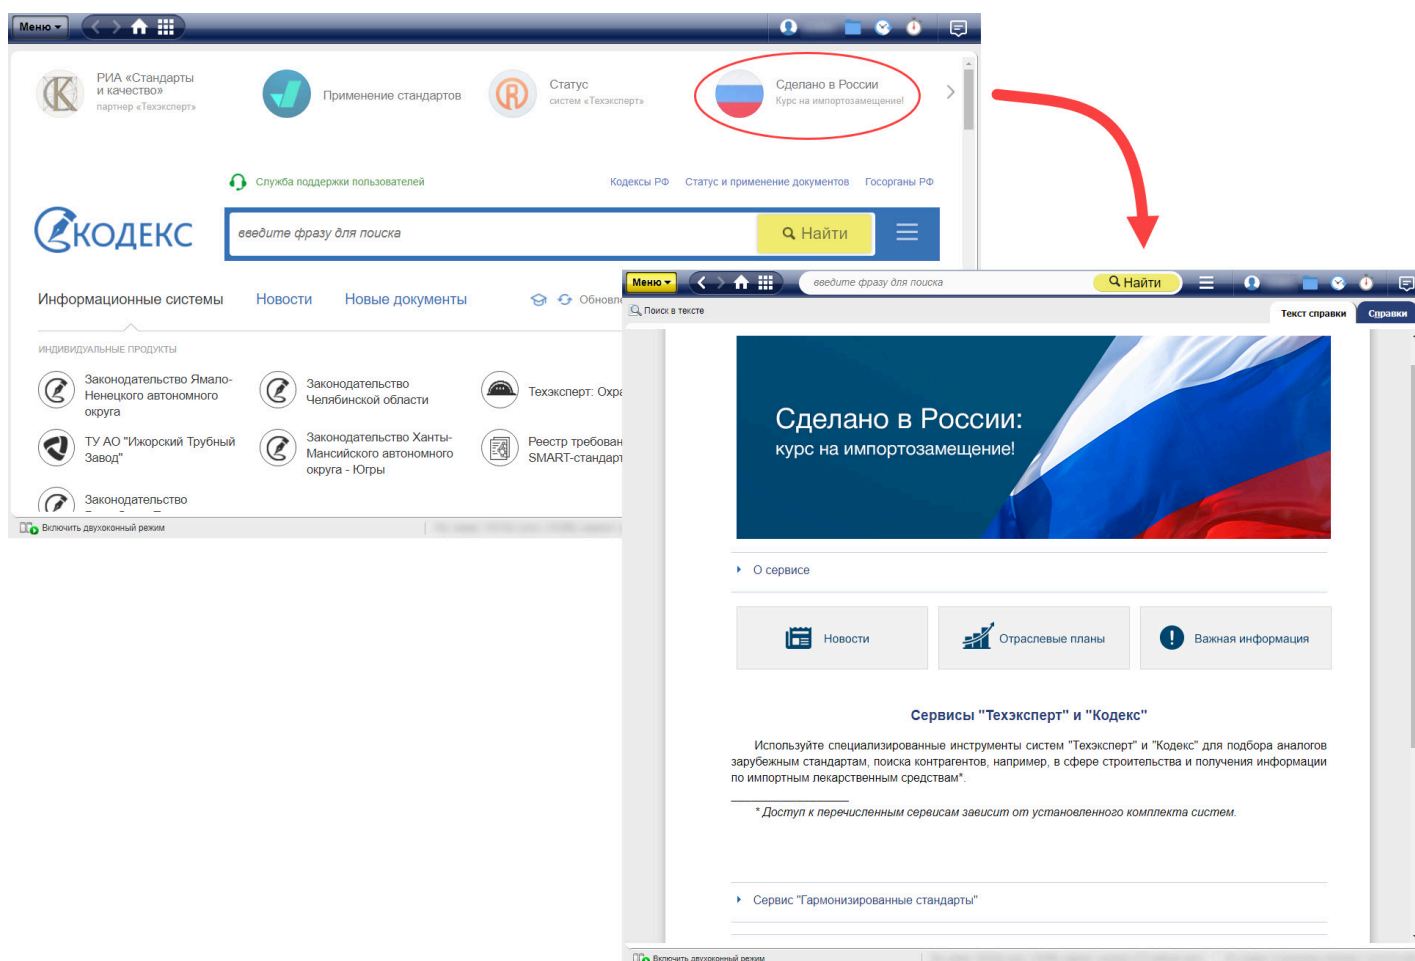 Меню
РИА «Стандарты
и качество»
партнер «Техэксперт»
Применение стандартов
Статус
систем «Техэксперт»
Сделано в России
Курс на импортозамещение!
Служба поддержки пользователей
Кодексы РФ
Статус и применение документов
Госорганы РФ
КОДЕКС
введите фразу для поиска
Найти
Информационные системы
Новости
Новые документы
ИНДИВИДУАЛЬНЫЕ ПРОДУКТЫ
Законодательство Ямало-
Ненецкого автономного
округа
Законодательство
Челябинской области
Техэксперт: Охра
ТУ АО "Ижорский Трубный
Завод"
Законодательство Ханты-
Мансийского автономного
округа - Югры
Реестр требован
SMART-стандарт
Законодательство
Включить двухоконный режим
Меню
введите фразу для поиска
Найти
Поиск в тексте
Текст справки
Справки
Сделано в России:
курс на импортозамещение!
О сервисе
Новости
Отраслевые планы
Важная информация
Сервисы "Техэксперт" и "Кодекс"
Используйте специализированные инструменты систем "Техэксперт" и "Кодекс" для подбора аналогов
зарубежным стандартам, поиска контрагентов, например, в сфере строительства и получения информации
по импортным лекарственным средствам*.
* Доступ к перечисленным сервисам зависит от установленного комплекта систем.
Сервис "Гармонизированные стандарты"
Включить двухоконный режим